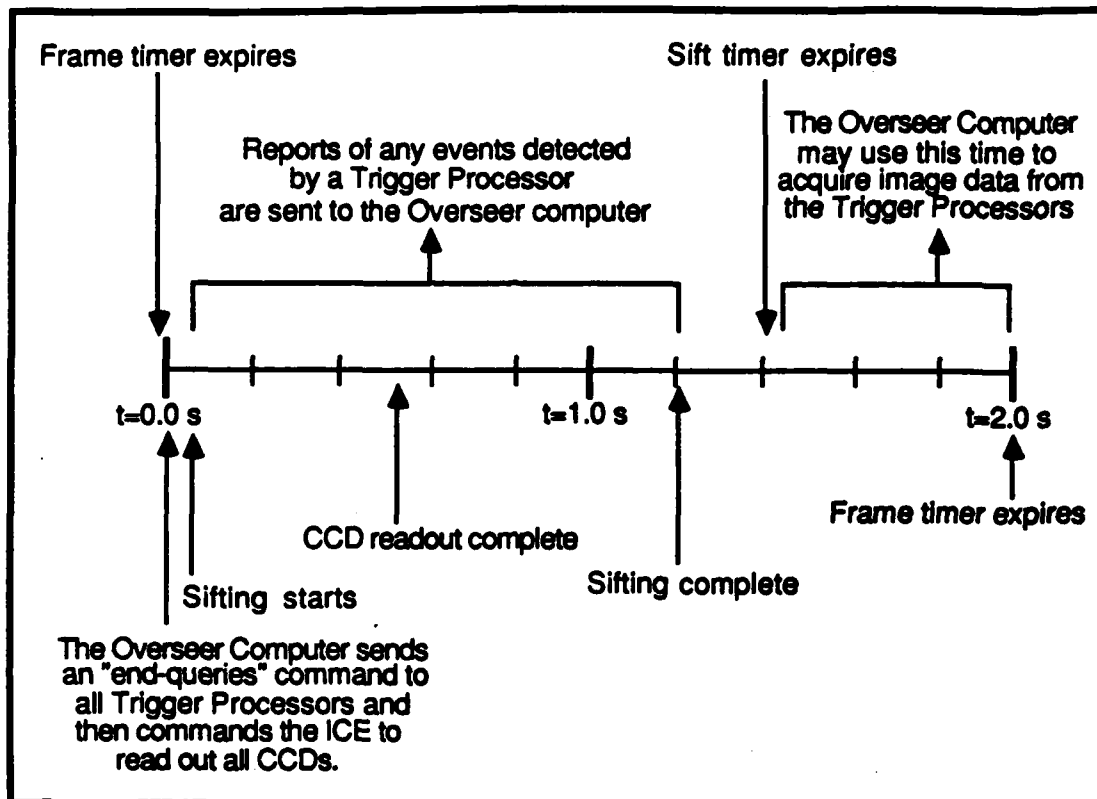 Frame timer expires
Sift timer expires
Reports of any events detected
by a Trigger Processor
are sent to the Overseer computer
The Overseer Computer
may use this time to
acquire image data from
the Trigger Processors
t=0.0 s
t=1.0 s
t=2.0 s
CCD readout complete
Frame timer expires
Sifting starts
Sifting complete
The Overseer Computer sends
an "end-queries" command to
all Trigger Processors and
then commands the ICE to
read out all CCDs.